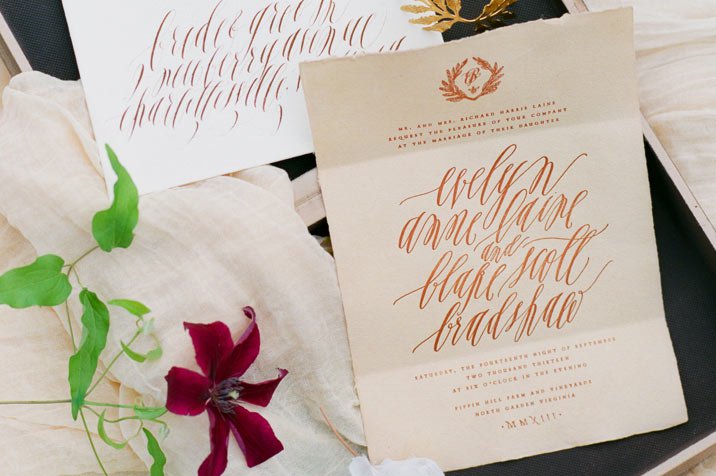 brides green
newberry avenue
charlottesville
MR. AND MRS. RICHARD HARRIS LAINE
REQUEST THE PLEASURE OF YOUR COMPANY
AT THE MARRIAGE OF THEIR DAUGHTER
evelyn
anne laine
and
blake scott
bradshaw
SATURDAY, THE FOURTEENTH NIGHT OF SEPTEMBER
TWO THOUSAND THIRTEEN
AT SIX O'CLOCK IN THE EVENING
PIPPIN HILL FARM AND VINEYARDS
NORTH GARDEN VIRGINIA
·MMXIII·